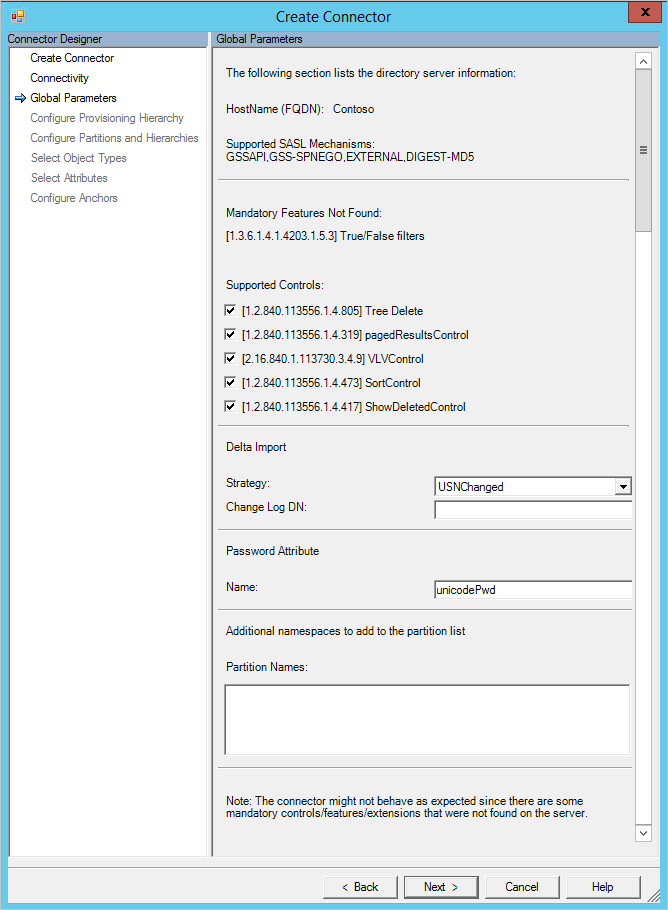 Create Connector
x
Connector Designer
Create Connector
Connectivity
Global Parameters
Configure Provisioning Hierarchy
Configure Partitions and Hierarchies
Select Object Types
Select Attributes
Configure Anchors
Global Parameters
The following section lists the directory server information:
HostName (FQDN): Contoso
Supported SASL Mechanisms:
GSSAPI,GSS-SPNEGO,EXTERNAL,DIGEST-MD5
Mandatory Features Not Found:
[1.3.6.1.4.1.4203.1.5.3] True/False filters
Supported Controls:
[1.2.840.113556.1.4.805] Tree Delete
[1.2.840.113556.1.4.319] pagedResultsControl
[2.16.840.1.113730.3.4.9] VLVControl
[1.2.840.113556.1.4.473] SortControl
[1.2.840.113556.1.4.417] ShowDeletedControl
Delta Import
Strategy: USNChanged
Change Log DN:
Password Attribute
Name: unicodePwd
Additional namespaces to add to the partition list
Partition Names:
Note: The connector might not behave as expected since there are some
mandatory controls/features/extensions that were not found on the server.
< Back Next > Cancel Help